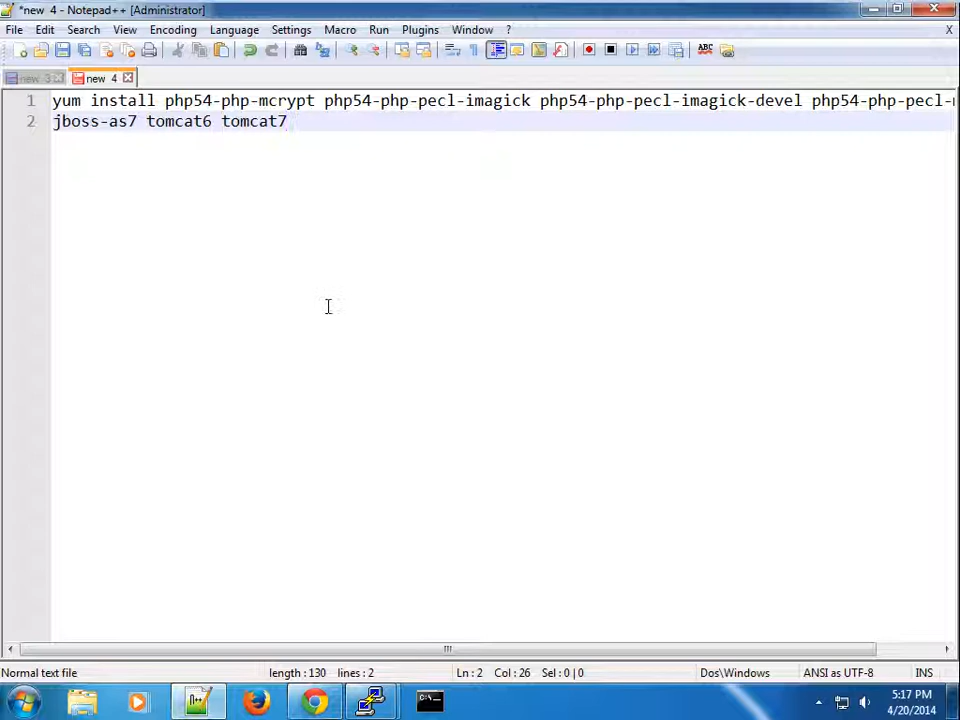 *new 4 - Notepad++ [Administrator]
File Edit Search View Encoding Language Settings Macro Run Plugins Window ? X
ABC
new 3 new 4
1 yum install php54-php-mcrypt php54-php-pecl-imagick php54-php-pecl-imagick-devel php54-php-pecl-
2 jboss-as7 tomcat6 tomcat7
Normal text file length : 130 lines : 2 Ln : 2 Col : 26 Sel : 0 | 0 Dos\Windows ANSI as UTF-8 INS
5:17 PM
4/20/2014